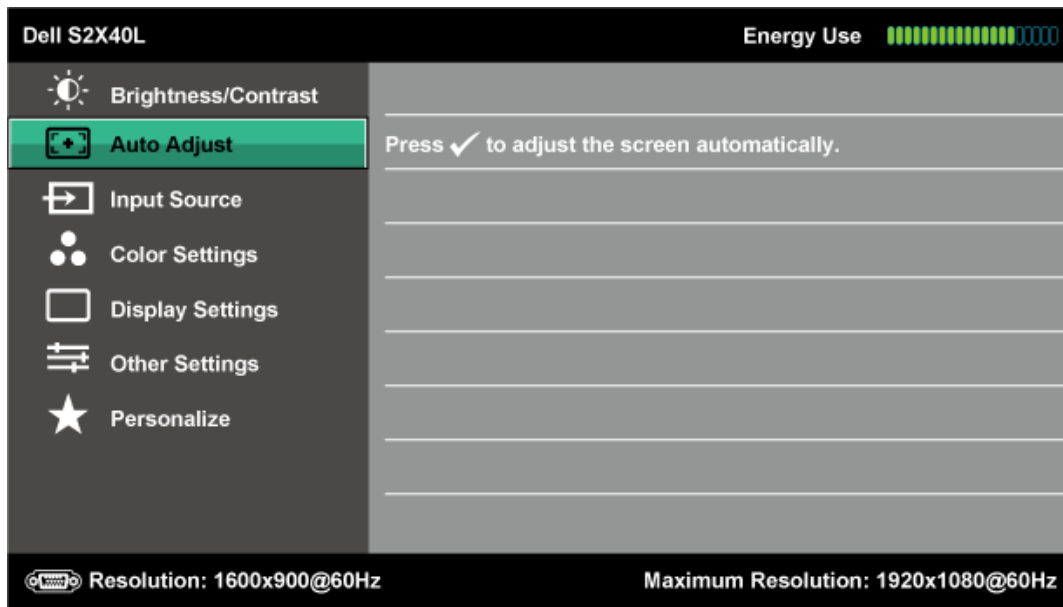 Dell S2X40L Energy Use
Brightness/Contrast
Auto Adjust Press ✓ to adjust the screen automatically.
Input Source
Color Settings
Display Settings
Other Settings
Personalize
Resolution: 1600x900@60Hz Maximum Resolution: 1920x1080@60Hz